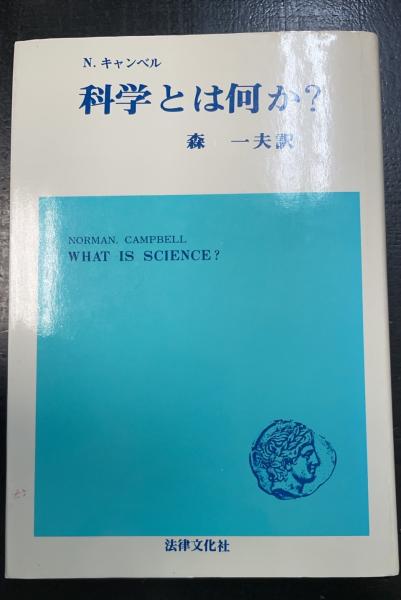 N. キャンベル
科学とは何か?
森 一夫訳
NORMAN. CAMPBELL
WHAT IS SCIENCE?
法律文化社